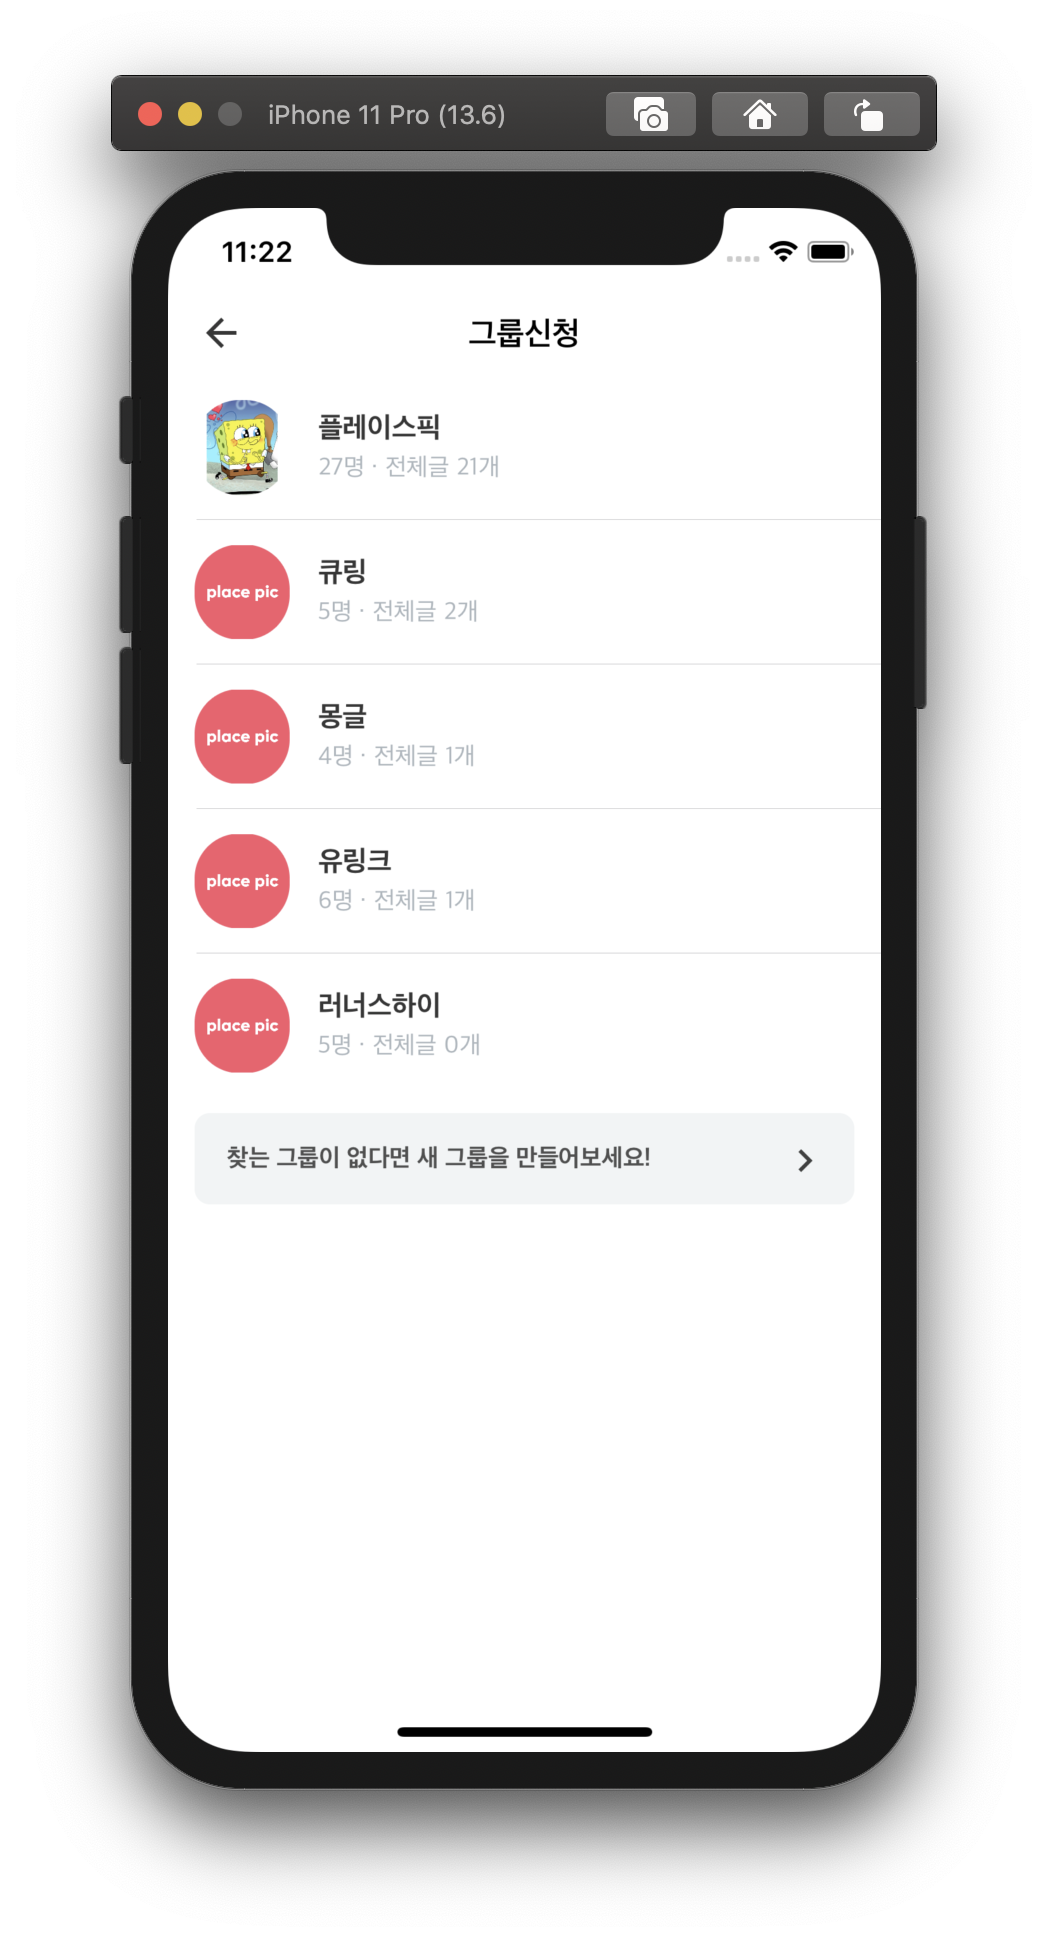 iPhone 11 Pro (13.6)
11:22
그룹신청
플레이스픽
27명 · 전체글 21개
place pic
큐링
5명 · 전체글 2개
place pic
몽글
4명 · 전체글 1개
place pic
유링크
6명 · 전체글 1개
place pic
러너스하이
5명 · 전체글 0개
찾는 그룹이 없다면 새 그룹을 만들어보세요!